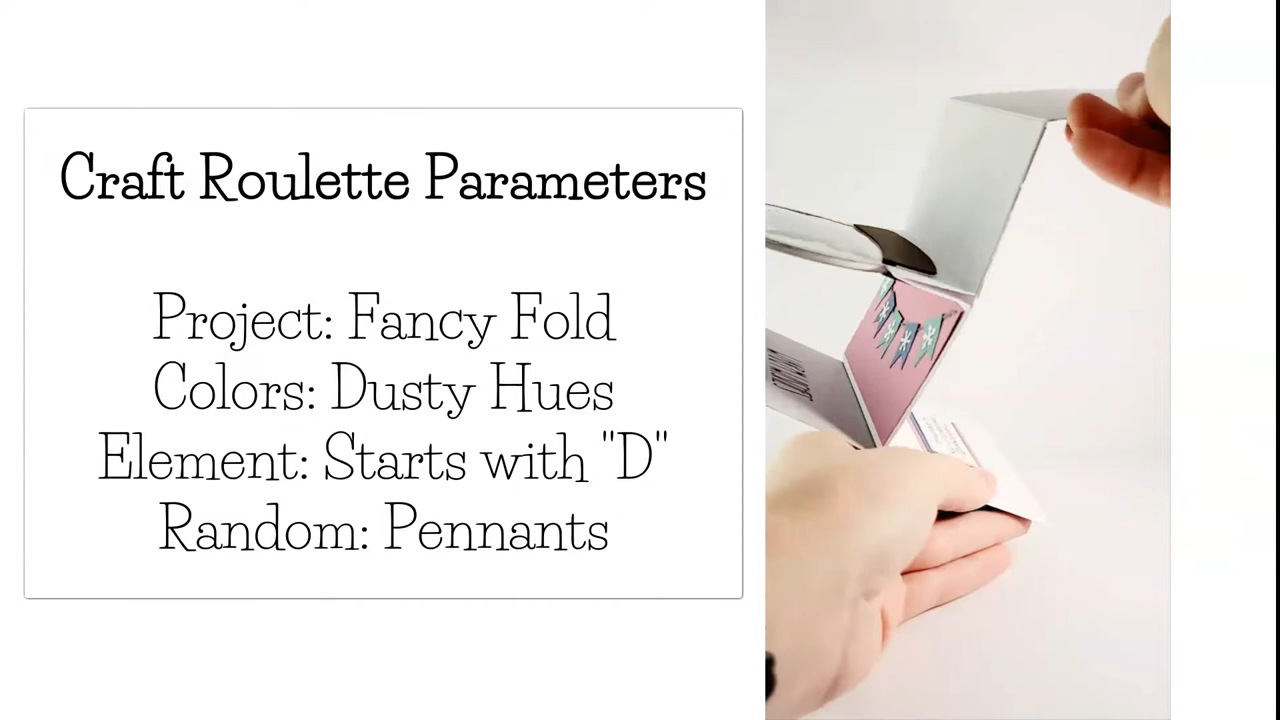 Craft Roulette Parameters
Project: Fancy Fold
Colors: Dusty Hues
Element: Starts with "D"
Random: Pennants